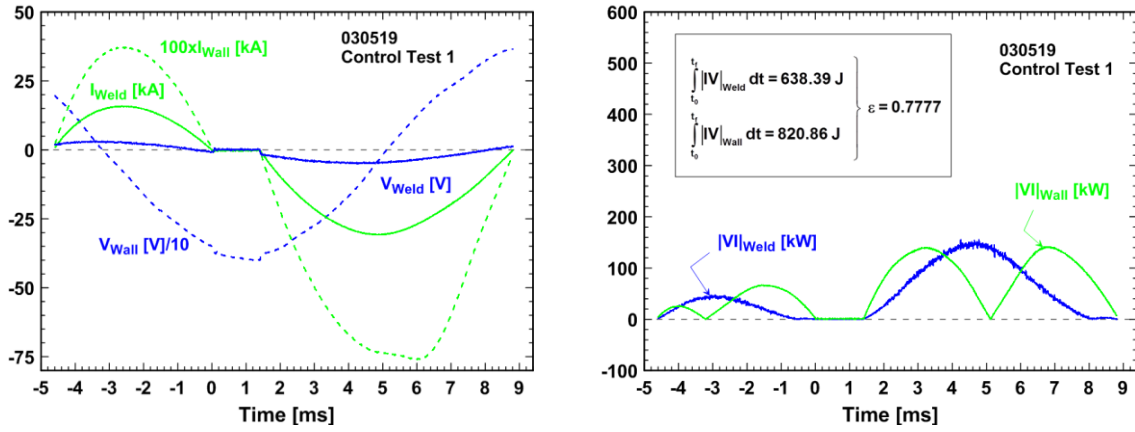 50
25
0
-25
-50
-75
-5 -4 -3 -2 -1 0 1 2 3 4 5 6 7 8 9
Time [ms]
100xI_Wall [kA]
I_Weld [kA]
030519
Control Test 1
V_Weld [V]
V_Wall [V]/10
600
500
400
300
200
100
0
-100
-5 -4 -3 -2 -1 0 1 2 3 4 5 6 7 8 9
Time [ms]
030519
Control Test 1
∫_{t_0}^{t_f} |IV|_Weld dt = 638.39 J
∫_{t_0}^{t_f} |IV|_Wall dt = 820.86 J
ε = 0.7777
|VI|_Wall [kW]
|VI|_Weld [kW]